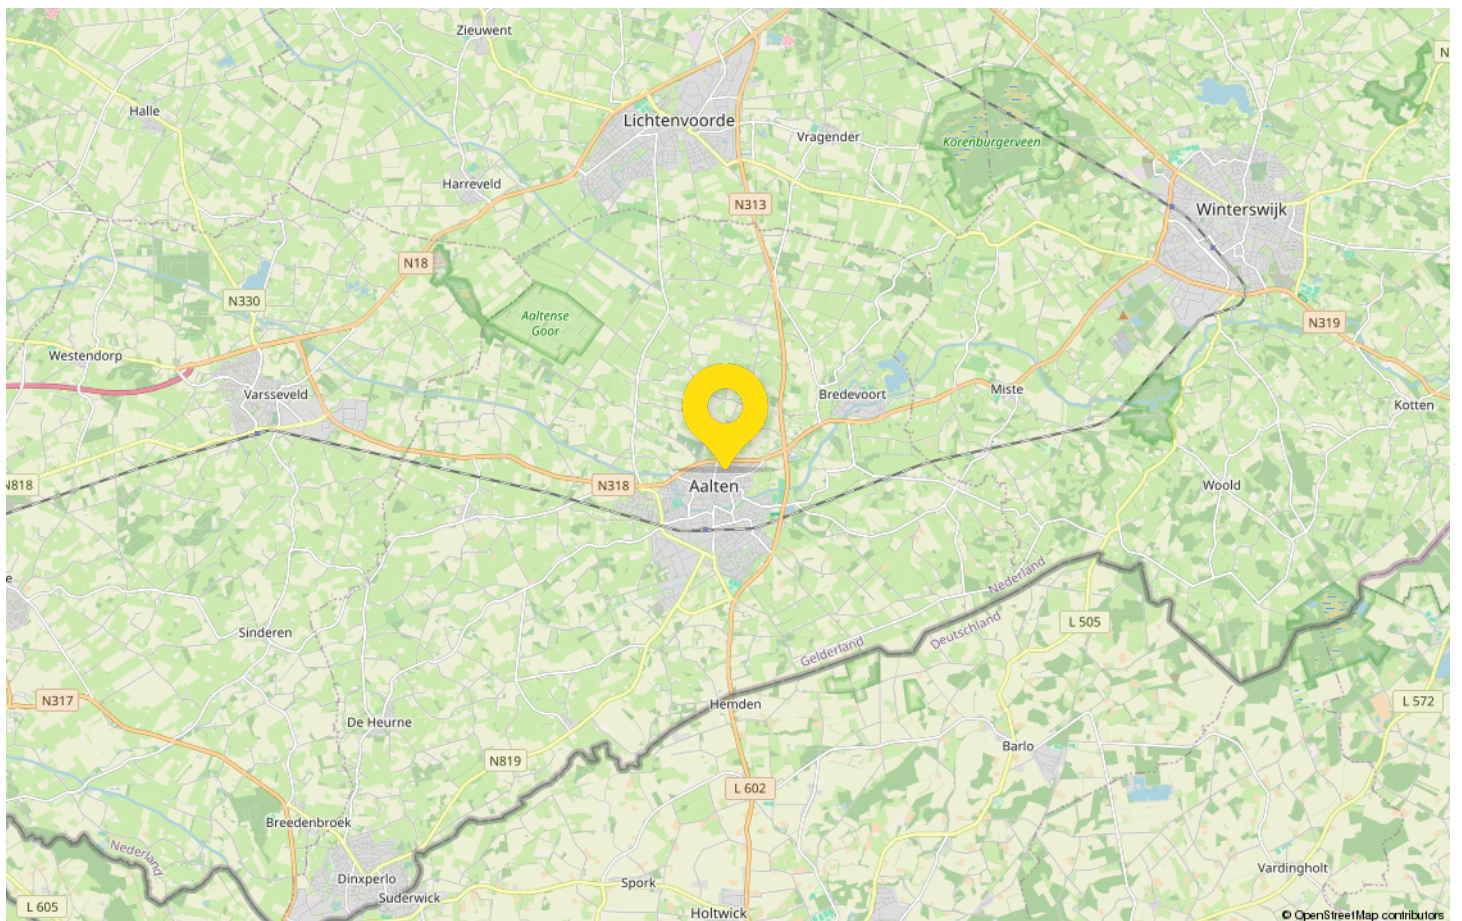 Zieuwent
N
Halle
Lichtenvoorde
Vragender
Korenburgerveen
Harreveld
N313
Winterswijk
N18
N330
Aaltense
Goor
N319
Westendorp
Varsseveld
Bredevoort
Miste
Kotten
N818
N318
Aalten
Woold
e
Nederland
Sinderen
L 505
Deutschland
Gelderland
N317
Hemden
L 572
De Heurne
Barlo
N819
L 602
Breedenbroek
Nederland
Vardingholt
Dinxperlo
Spork
Suderwick
L 605
Holtwick
© OpenStreetMap contributors